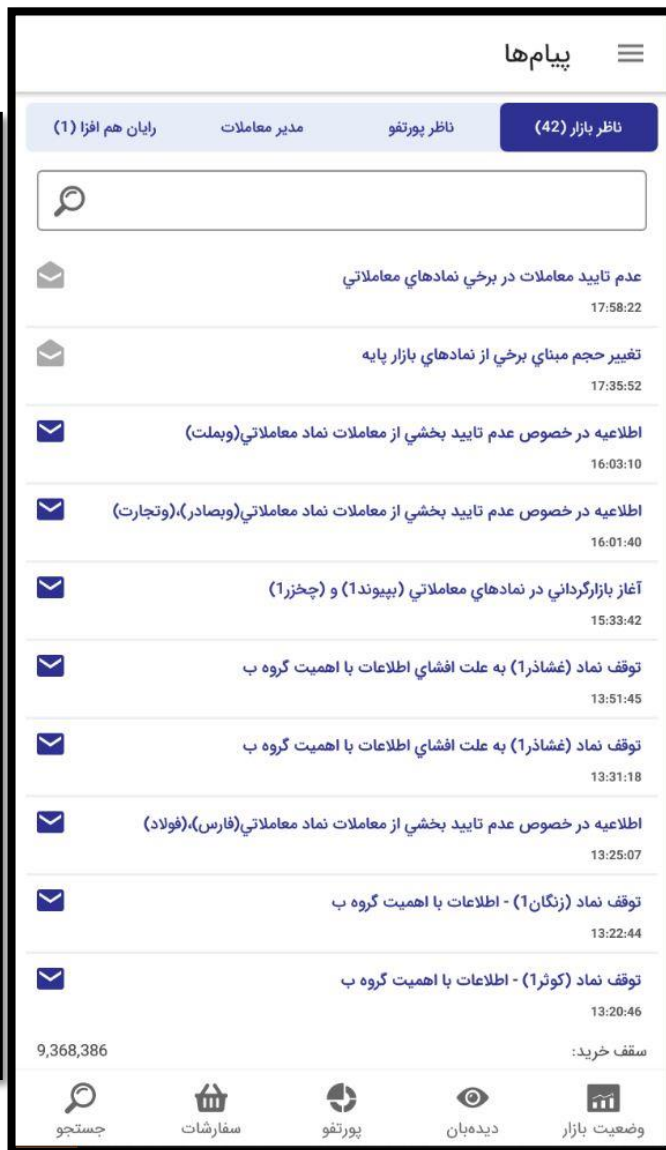 پیام‌ها
ناظر بازار (42)
ناظر پورتفو
مدیر معاملات
رایان هم افزا (1)
عدم تاييد معاملات در برخي نمادهاي معاملاتي
17:58:22
تغيير حجم مبناي برخي از نمادهاي بازار پايه
17:35:52
اطلاعيه در خصوص عدم تاييد بخشي از معاملات نماد معاملاتي(وبملت)
16:03:10
اطلاعيه در خصوص عدم تاييد بخشي از معاملات نماد معاملاتي(وبصادر)،(وتجارت)
16:01:40
آغاز بازارگرداني در نمادهاي معاملاتي (بپيوند1) و (چخزر1)
15:33:42
توقف نماد (غشاذر1) به علت افشاي اطلاعات با اهميت گروه ب
13:51:45
توقف نماد (غشاذر1) به علت افشاي اطلاعات با اهميت گروه ب
13:31:18
اطلاعيه در خصوص عدم تاييد بخشي از معاملات نماد معاملاتي(فارس)،(فولاد)
13:25:07
توقف نماد (زنگان1) - اطلاعات با اهميت گروه ب
13:22:44
توقف نماد (کوثر1) - اطلاعات با اهميت گروه ب
13:20:46
سقف خرید: 9,368,386
وضعیت بازار
دیده‌بان
پورتفو
سفارشات
جستجو